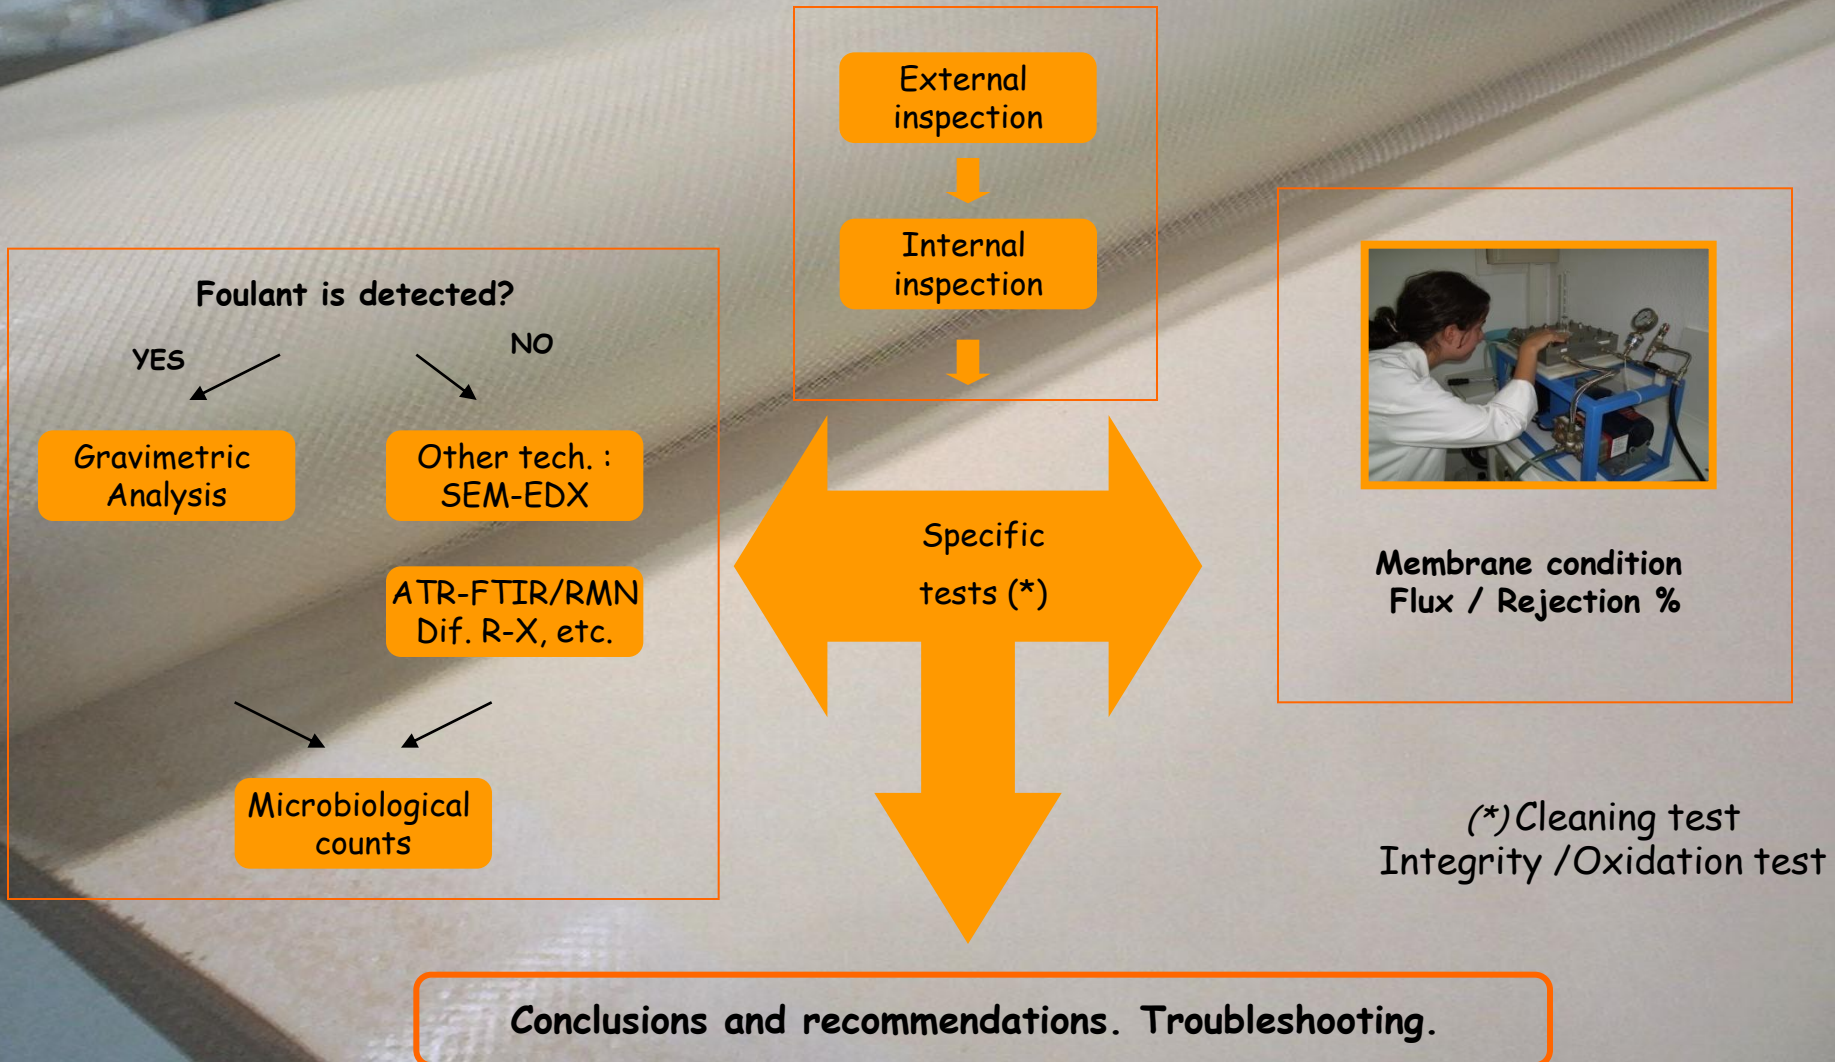 External
inspection
Internal
inspection
Foulant is detected?
YES
NO
Gravimetric
Analysis
Other tech. :
SEM-EDX
ATR-FTIR/RMN
Dif. R-X, etc.
Microbiological
counts
Specific
tests (*)
Membrane condition
Flux / Rejection %
(*)Cleaning test
Integrity /Oxidation test
Conclusions and recommendations. Troubleshooting.